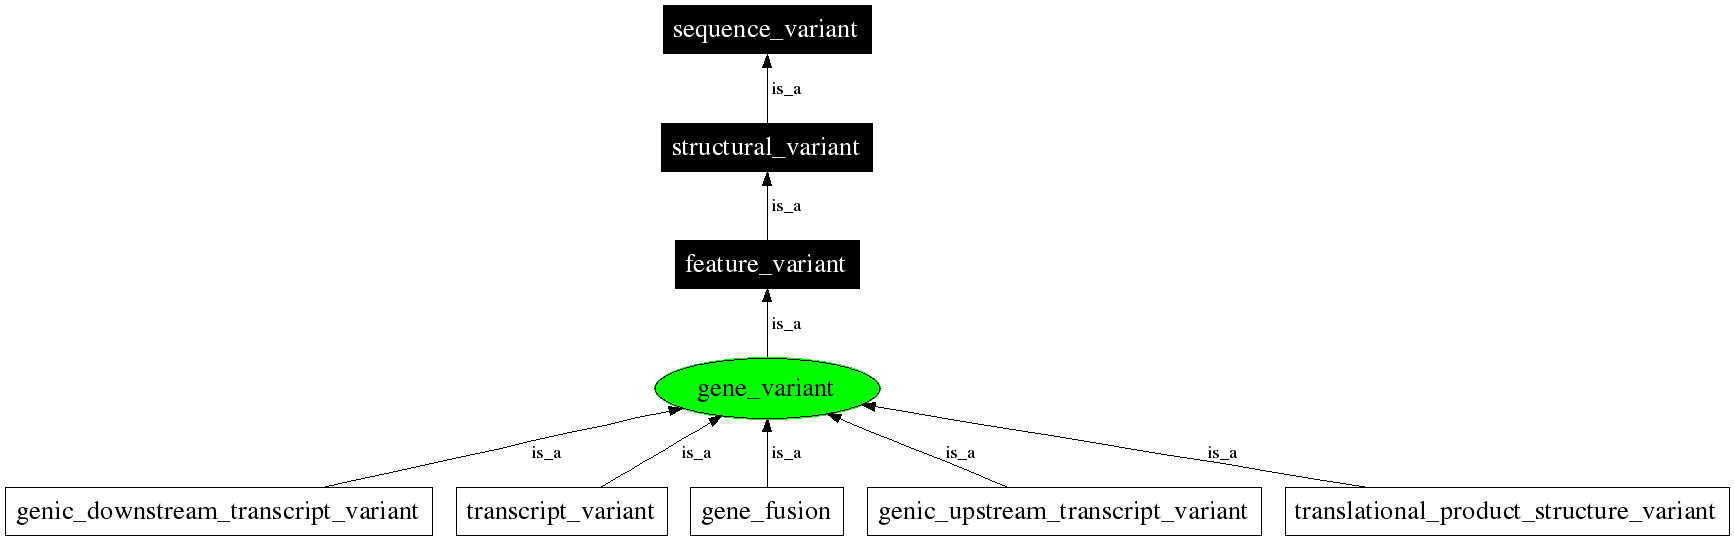 sequence_variant
is_a
structural_variant
is_a
feature_variant
is_a
gene_variant
is_a
is_a
is_a
is_a
is_a
genic_downstream_transcript_variant
transcript_variant
gene_fusion
genic_upstream_transcript_variant
translational_product_structure_variant